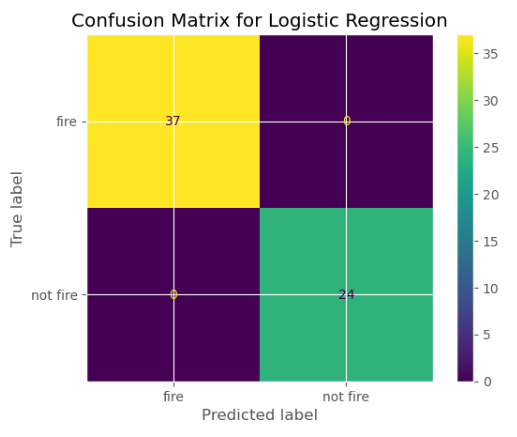 Confusion Matrix for Logistic Regression
fire
37
0
not fire
0
24
fire
not fire
Predicted label
True label
35
30
25
20
15
10
5
0